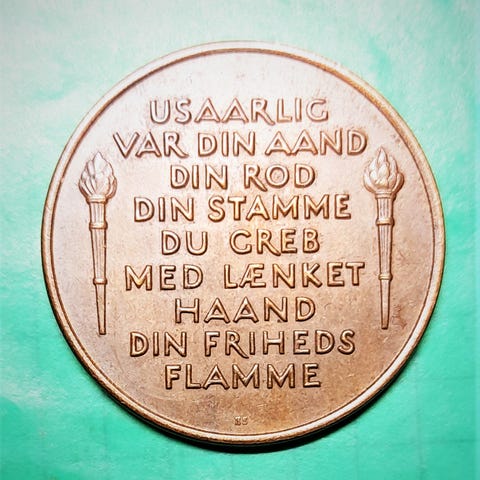 USAARLIG
VAR DIN AAND
DIN ROD
DIN STAMME
DU GREB
MED LÆNKET
HAAND
DIN FRIHEDS
FLAMME